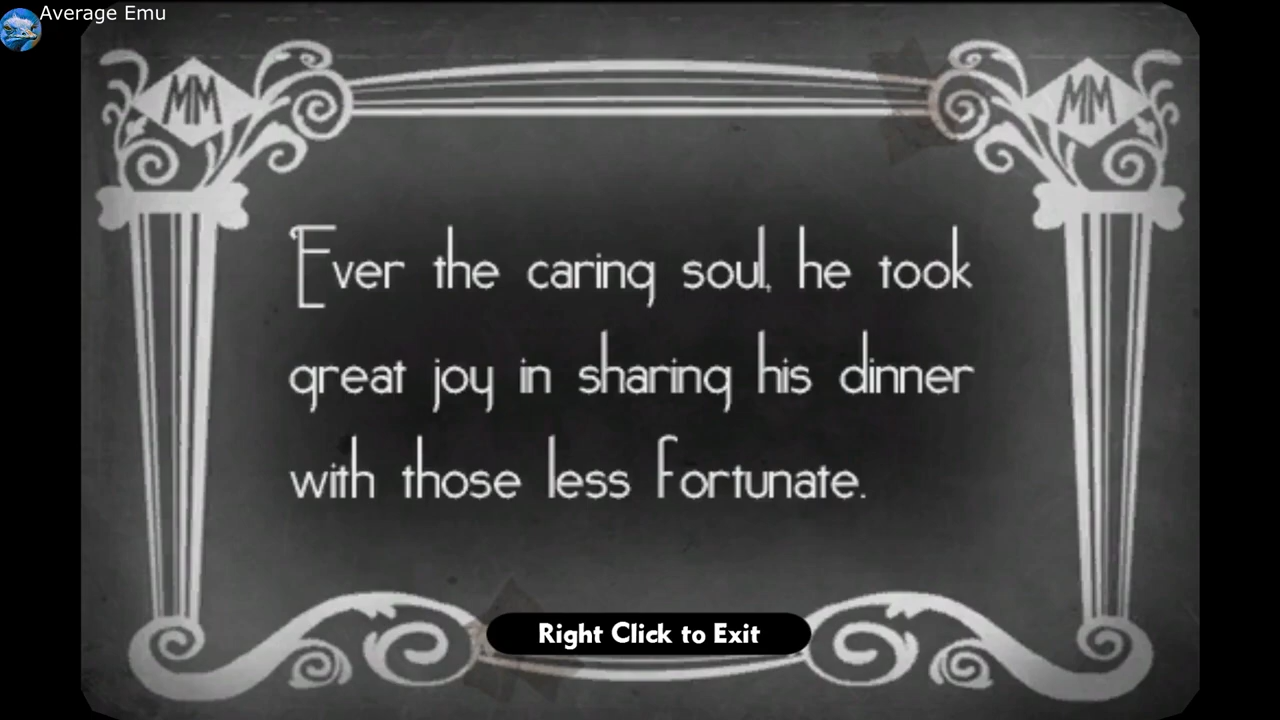 Average Emu
MM
MM
Ever the caring soul, he took
great joy in sharing his dinner
with those less fortunate.
Right Click to Exit